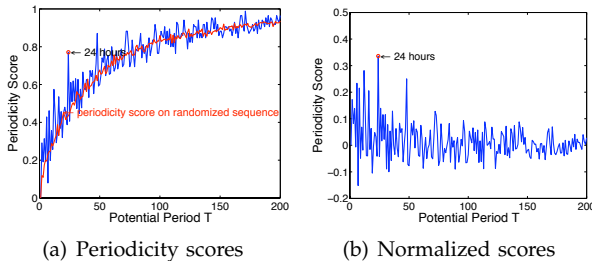 1
0.8
0.6
0.4
0.2
0
Periodicity Score
← 24 hours
← periodicity score on randomized sequence
0 50 100 150 200
Potential Period T
(a) Periodicity scores
0.5
0.4
0.3
0.2
0.1
0
−0.1
−0.2
Periodicity Score
← 24 hours
0 50 100 150 200
Potential Period T
(b) Normalized scores